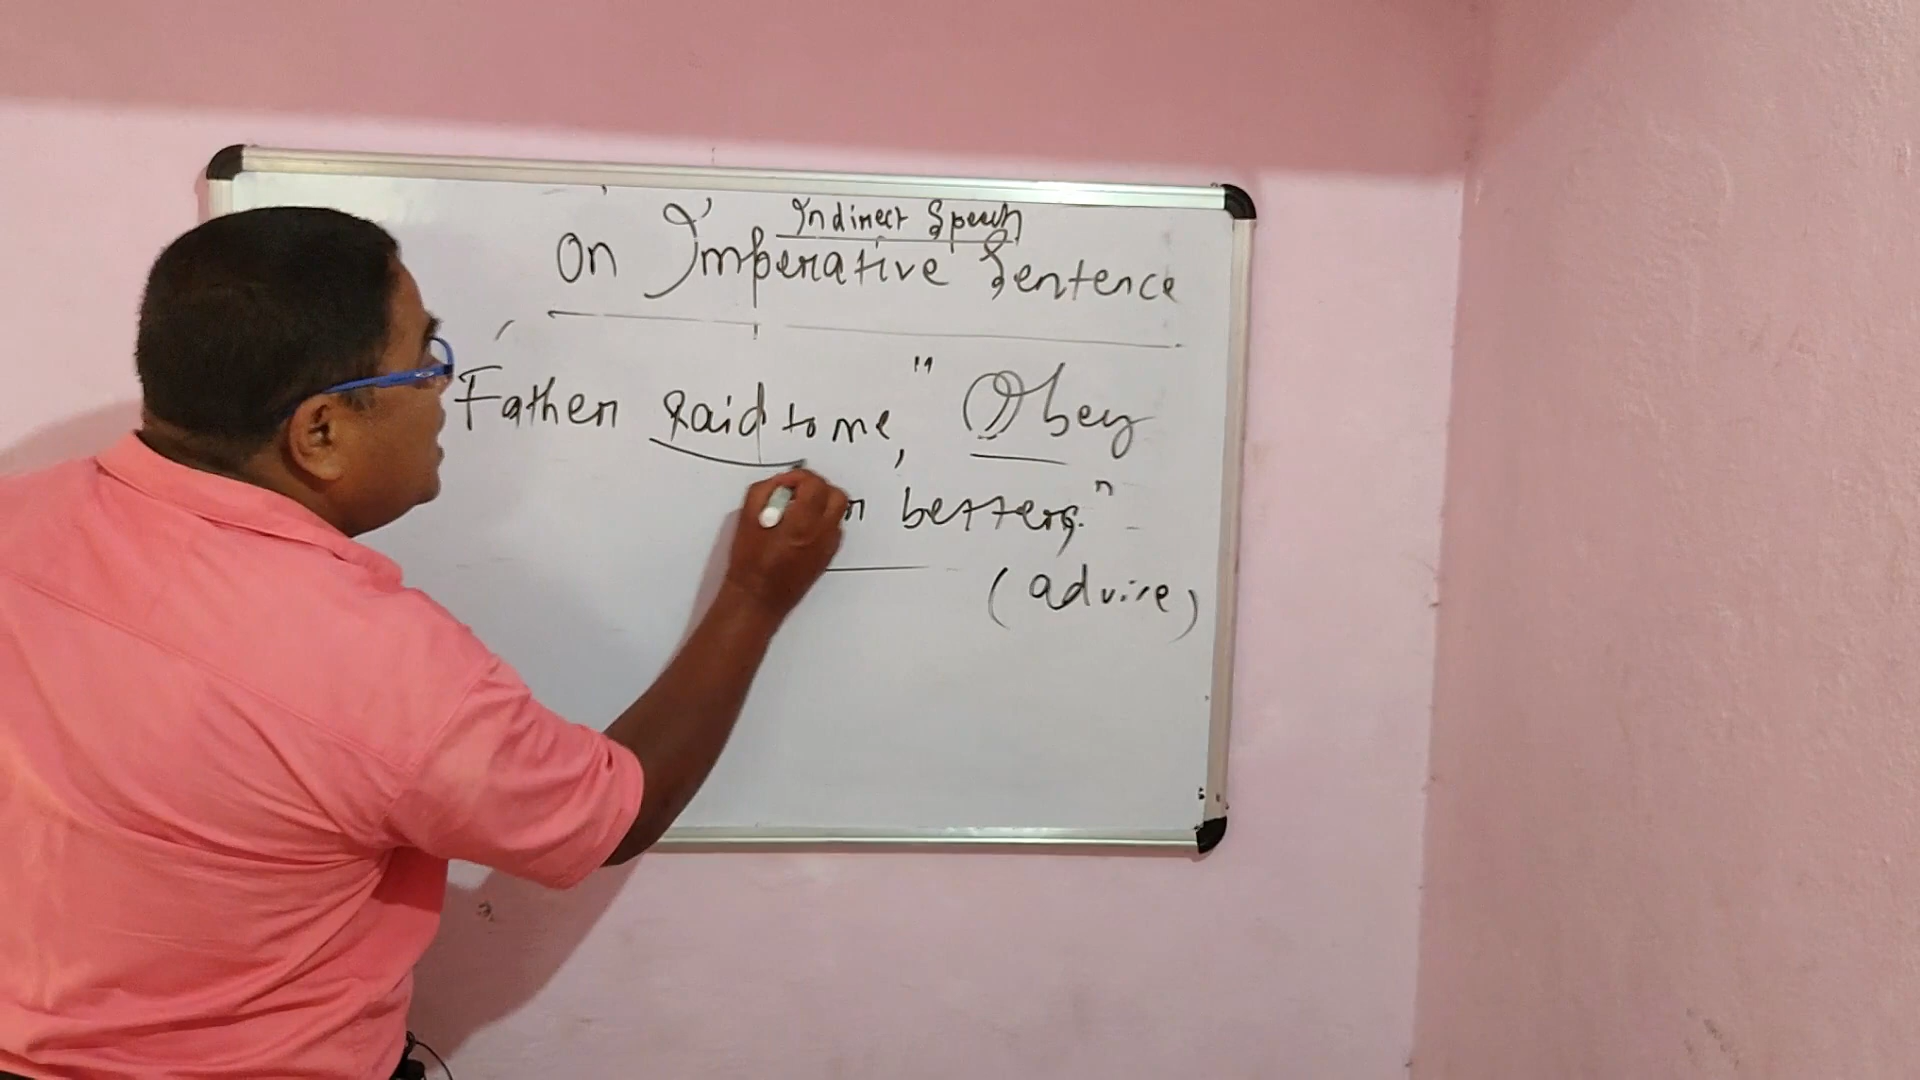 Indirect Speech
On Imperative Sentence
Father said to me, " Obey
betters."
(advise)